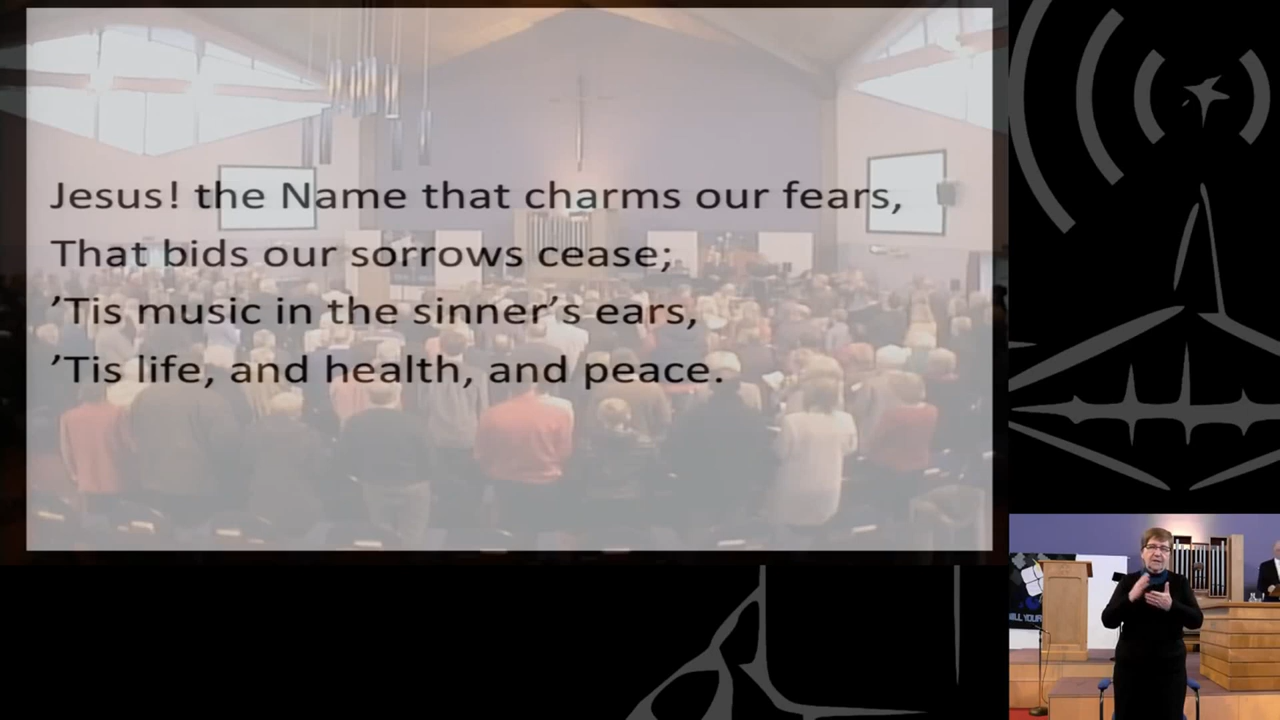 Jesus! the Name that charms our fears,
That bids our sorrows cease;
’Tis music in the sinner’s ears,
’Tis life, and health, and peace.